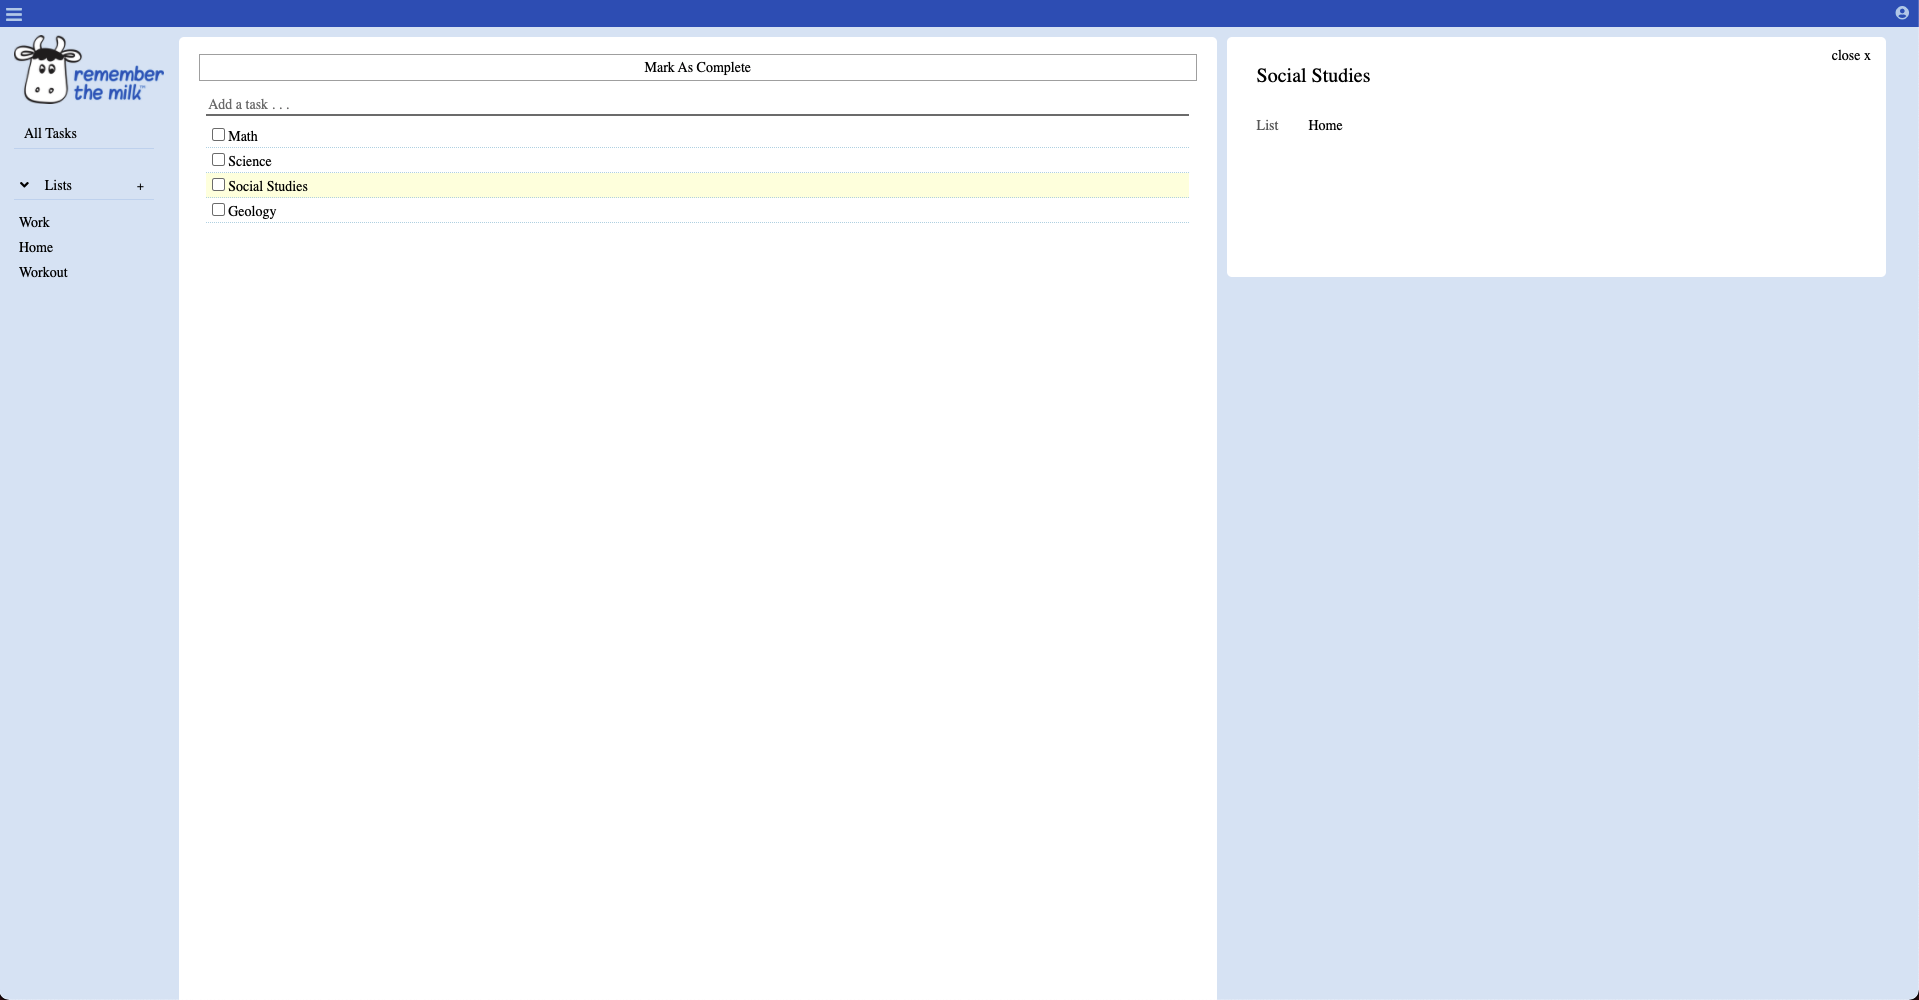 remember
the milk™
All Tasks
Lists +
Work
Home
Workout
Mark As Complete
Add a task . . .
Math
Science
Social Studies
Geology
close x
Social Studies
List Home